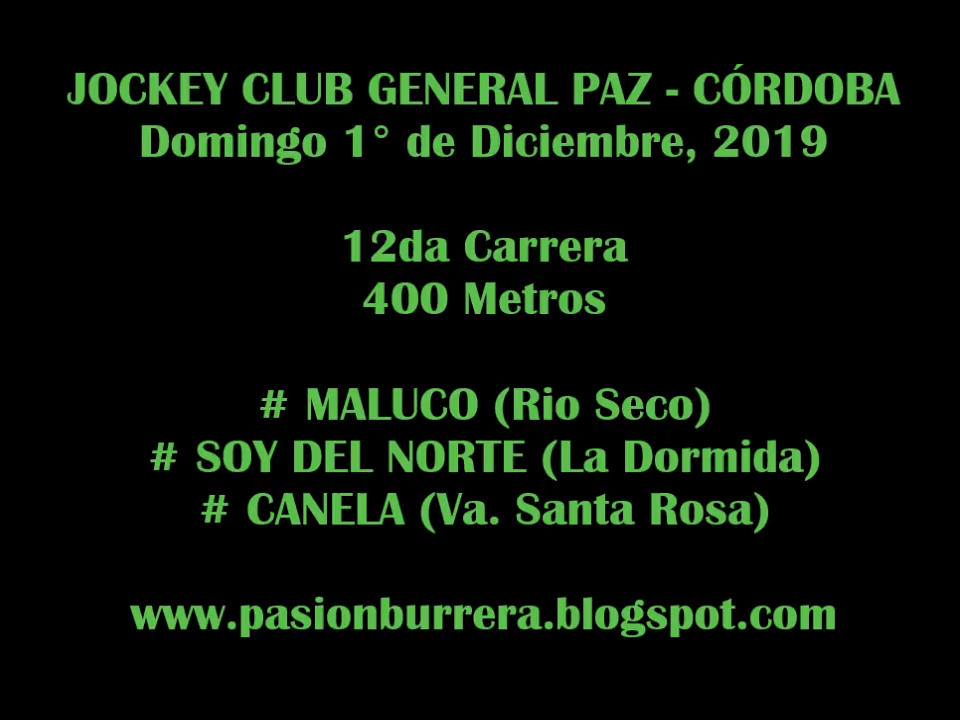 JOCKEY CLUB GENERAL PAZ - CÓRDOBA
Domingo 1° de Diciembre, 2019
12da Carrera
400 Metros
# MALUCO (Rio Seco)
# SOY DEL NORTE (La Dormida)
# CANELA (Va. Santa Rosa)
www.pasionburrera.blogspot.com